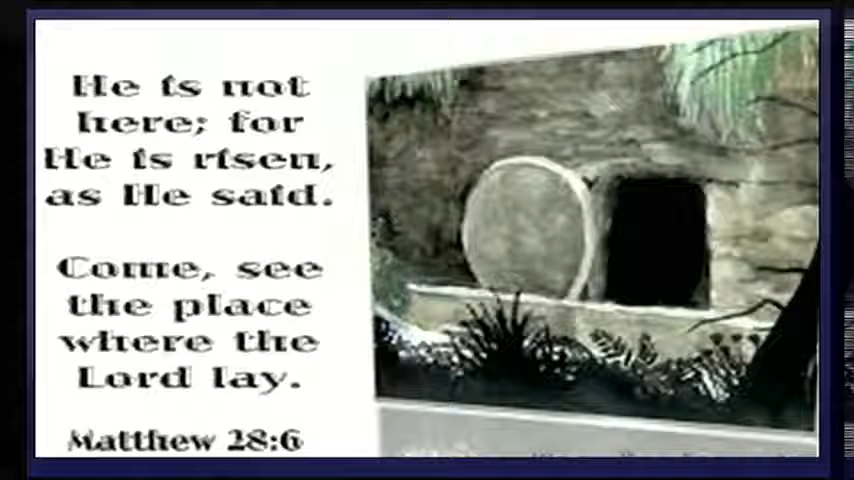 He is not
here; for
He is risen,
as He said.
Come, see
the place
where the
Lord lay.
Matthew 28:6